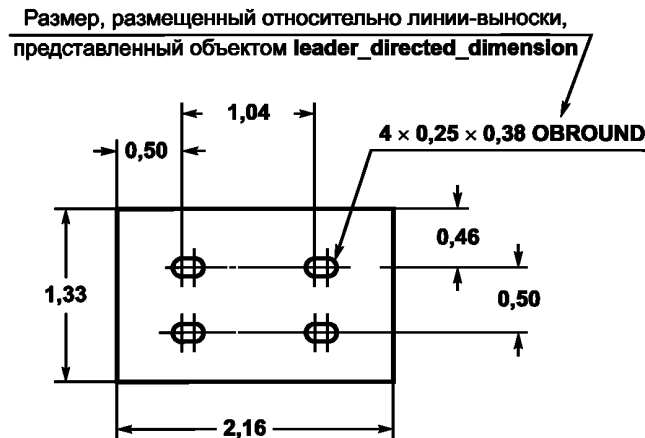 Размер, размещенный относительно линии-выноски,
представленный объектом leader_directed_dimension
1,04
4 × 0,25 × 0,38 OBROUND
0,50
0,46
1,33
0,50
2,16